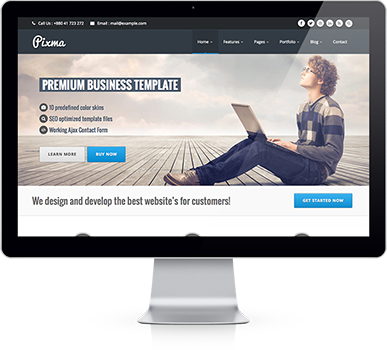 Call Us : +880 41 723 272 Email : mail@example.com
Pixma
Home Features Pages Portfolio Blog Contact
PREMIUM BUSINESS TEMPLATE
10 predefined color skins
SEO optimized template files
Working Ajax Contact Form
LEARN MORE BUY NOW
We design and develop the best website's for customers!
GET STARTED NOW